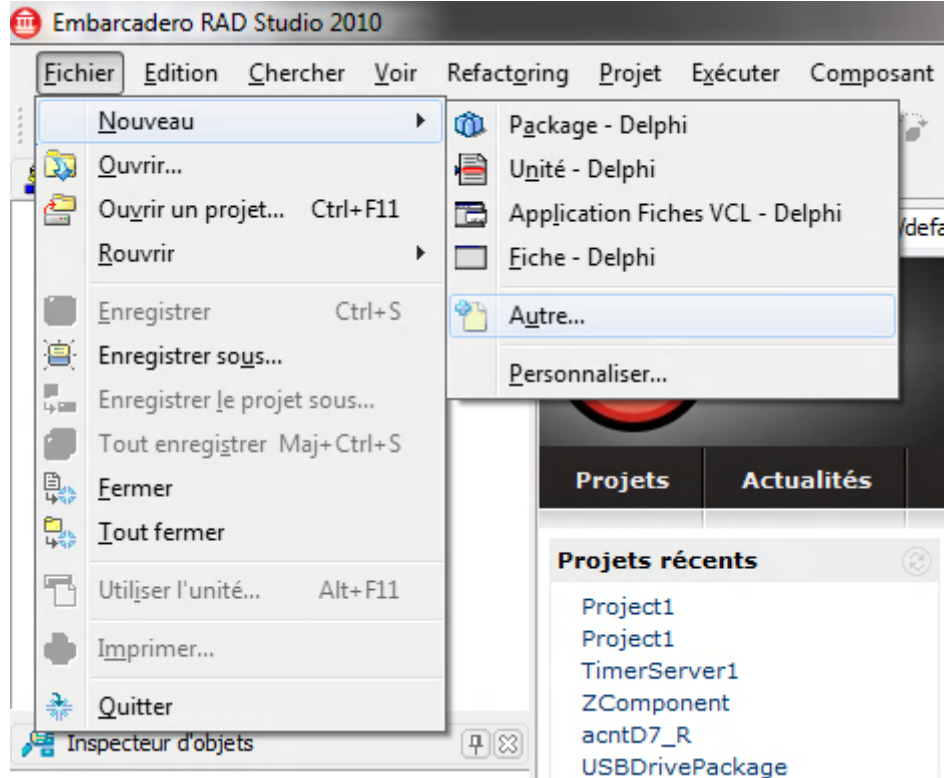 Embarcadero RAD Studio 2010
Fichier Edition Chercher Voir Refactoring Projet Exécuter Composant
Nouveau
Ouvrir...
Ouvrir un projet... Ctrl+F11
Rouvrir
Enregistrer Ctrl+S
Enregistrer sous...
Enregistrer le projet sous...
Tout enregistrer Maj+Ctrl+S
Fermer
Tout fermer
Utiliser l'unité... Alt+F11
Imprimer...
Quitter
Package - Delphi
Unité - Delphi
Application Fiches VCL - Delphi
Fiche - Delphi
Autre...
Personnaliser...
/defa
Projets Actualités
Projets récents
Project1
Project1
TimerServer1
ZComponent
acntD7_R
USBDrivePackage
Inspecteur d'objets